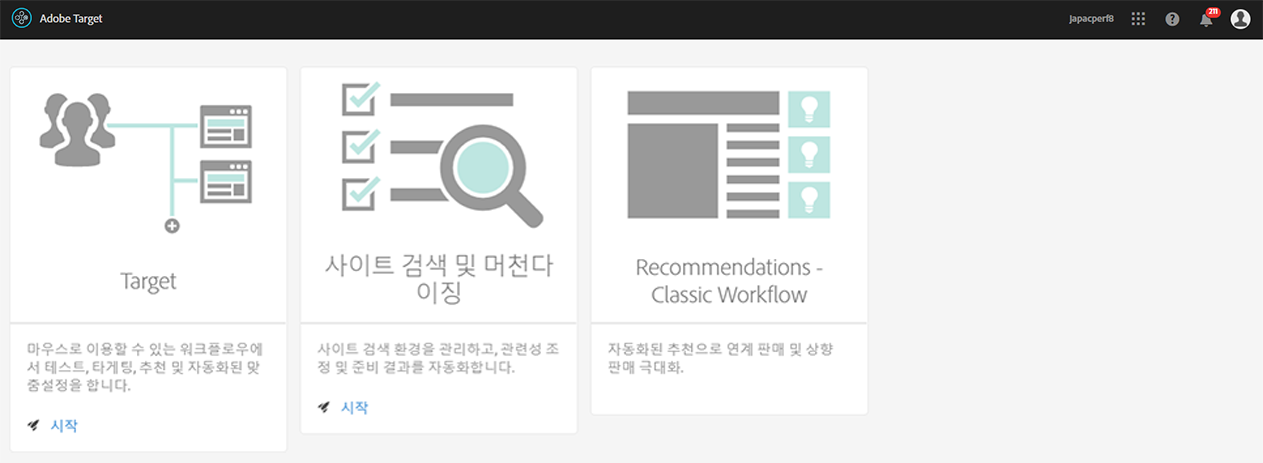 Adobe Target
Japacperf8
211
Target
마우스로 이용할 수 있는 워크플로우에
서 테스트, 타게팅, 추천 및 자동화된 맞
춤설정을 합니다.
시작
사이트 검색 및 머천다
이징
사이트 검색 환경을 관리하고, 관련성 조
정 및 준비 결과를 자동화합니다.
시작
Recommendations -
Classic Workflow
자동화된 추천으로 연계 판매 및 상향
판매 극대화.